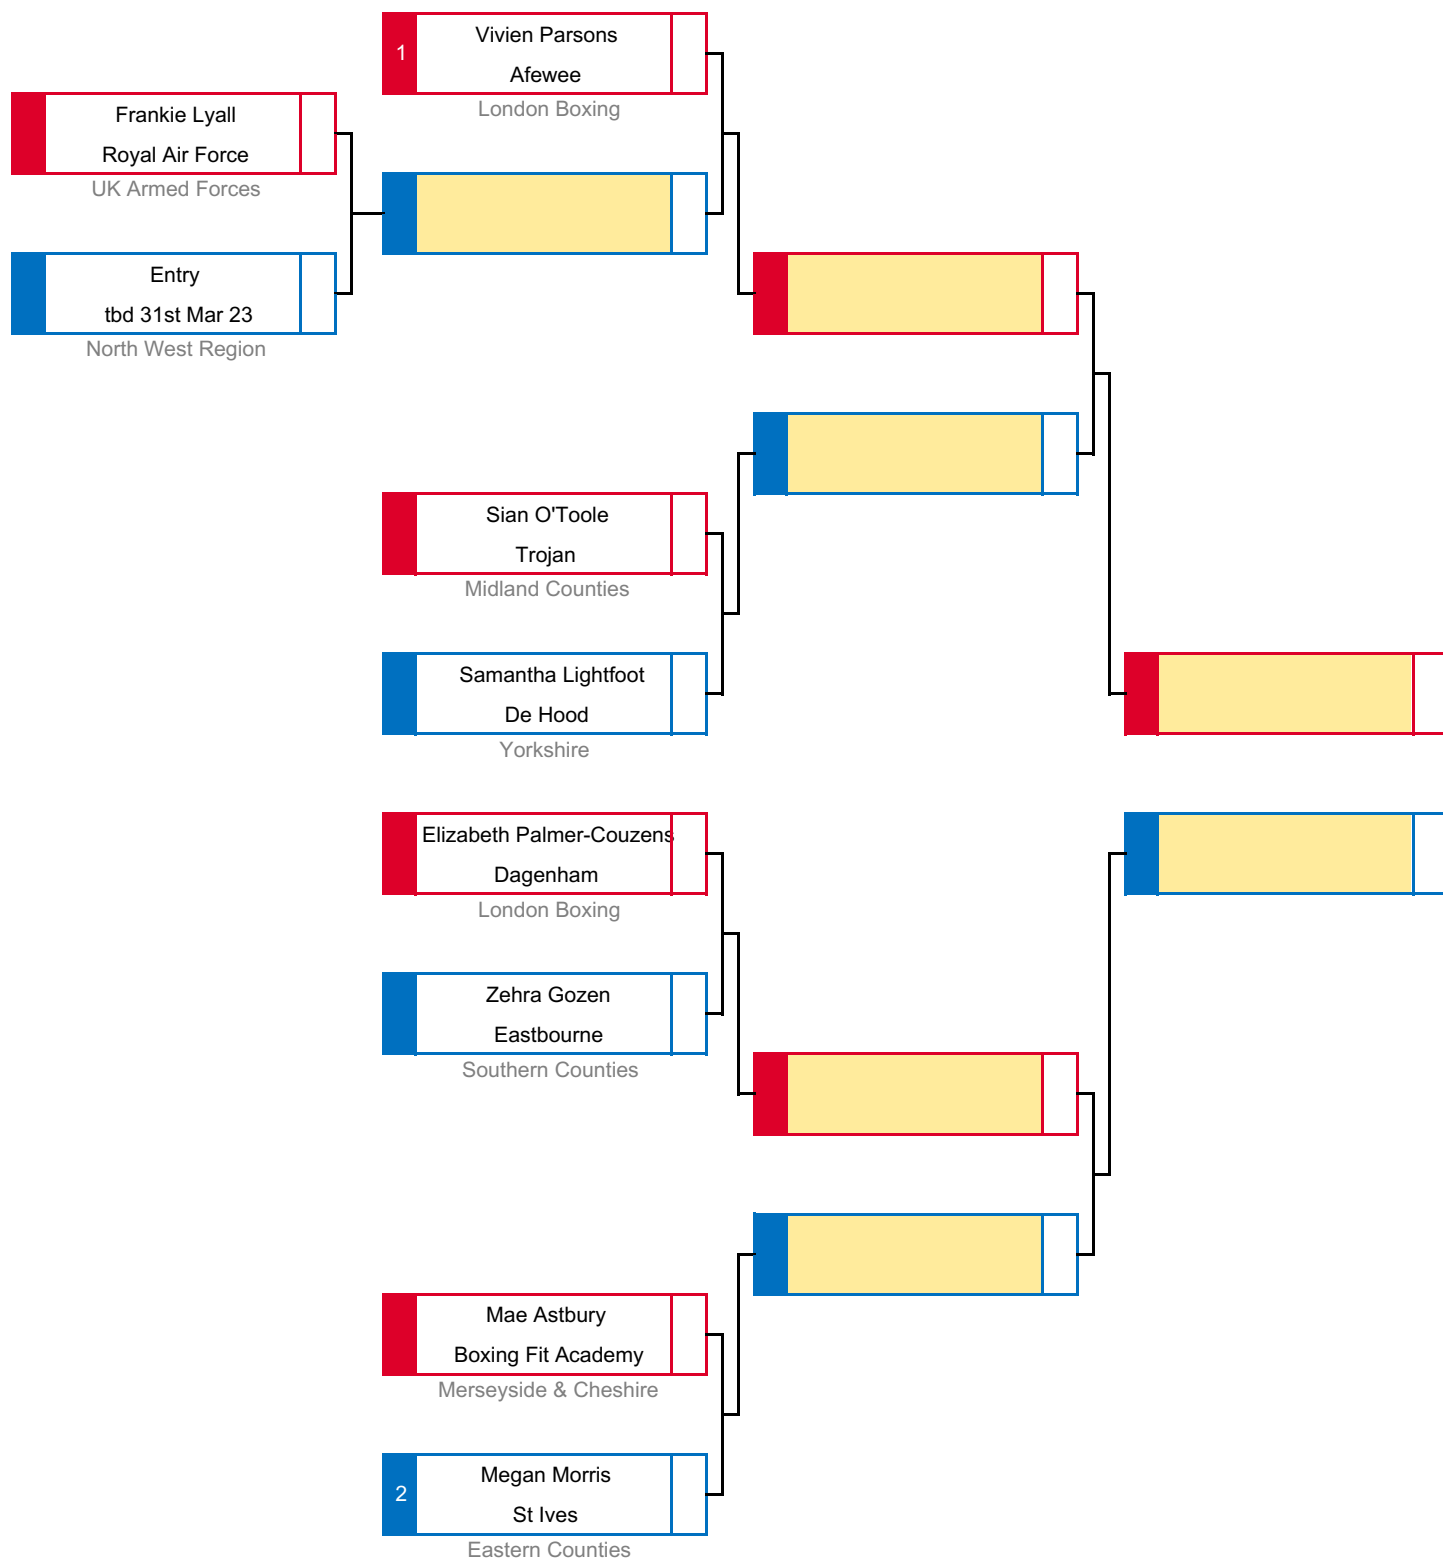 1
Vivien Parsons
Afewee
London Boxing
Frankie Lyall
Royal Air Force
UK Armed Forces
Entry
tbd 31st Mar 23
North West Region
Sian O'Toole
Trojan
Midland Counties
Samantha Lightfoot
De Hood
Yorkshire
Elizabeth Palmer-Couzens
Dagenham
London Boxing
Zehra Gozen
Eastbourne
Southern Counties
Mae Astbury
Boxing Fit Academy
Merseyside & Cheshire
2
Megan Morris
St Ives
Eastern Counties